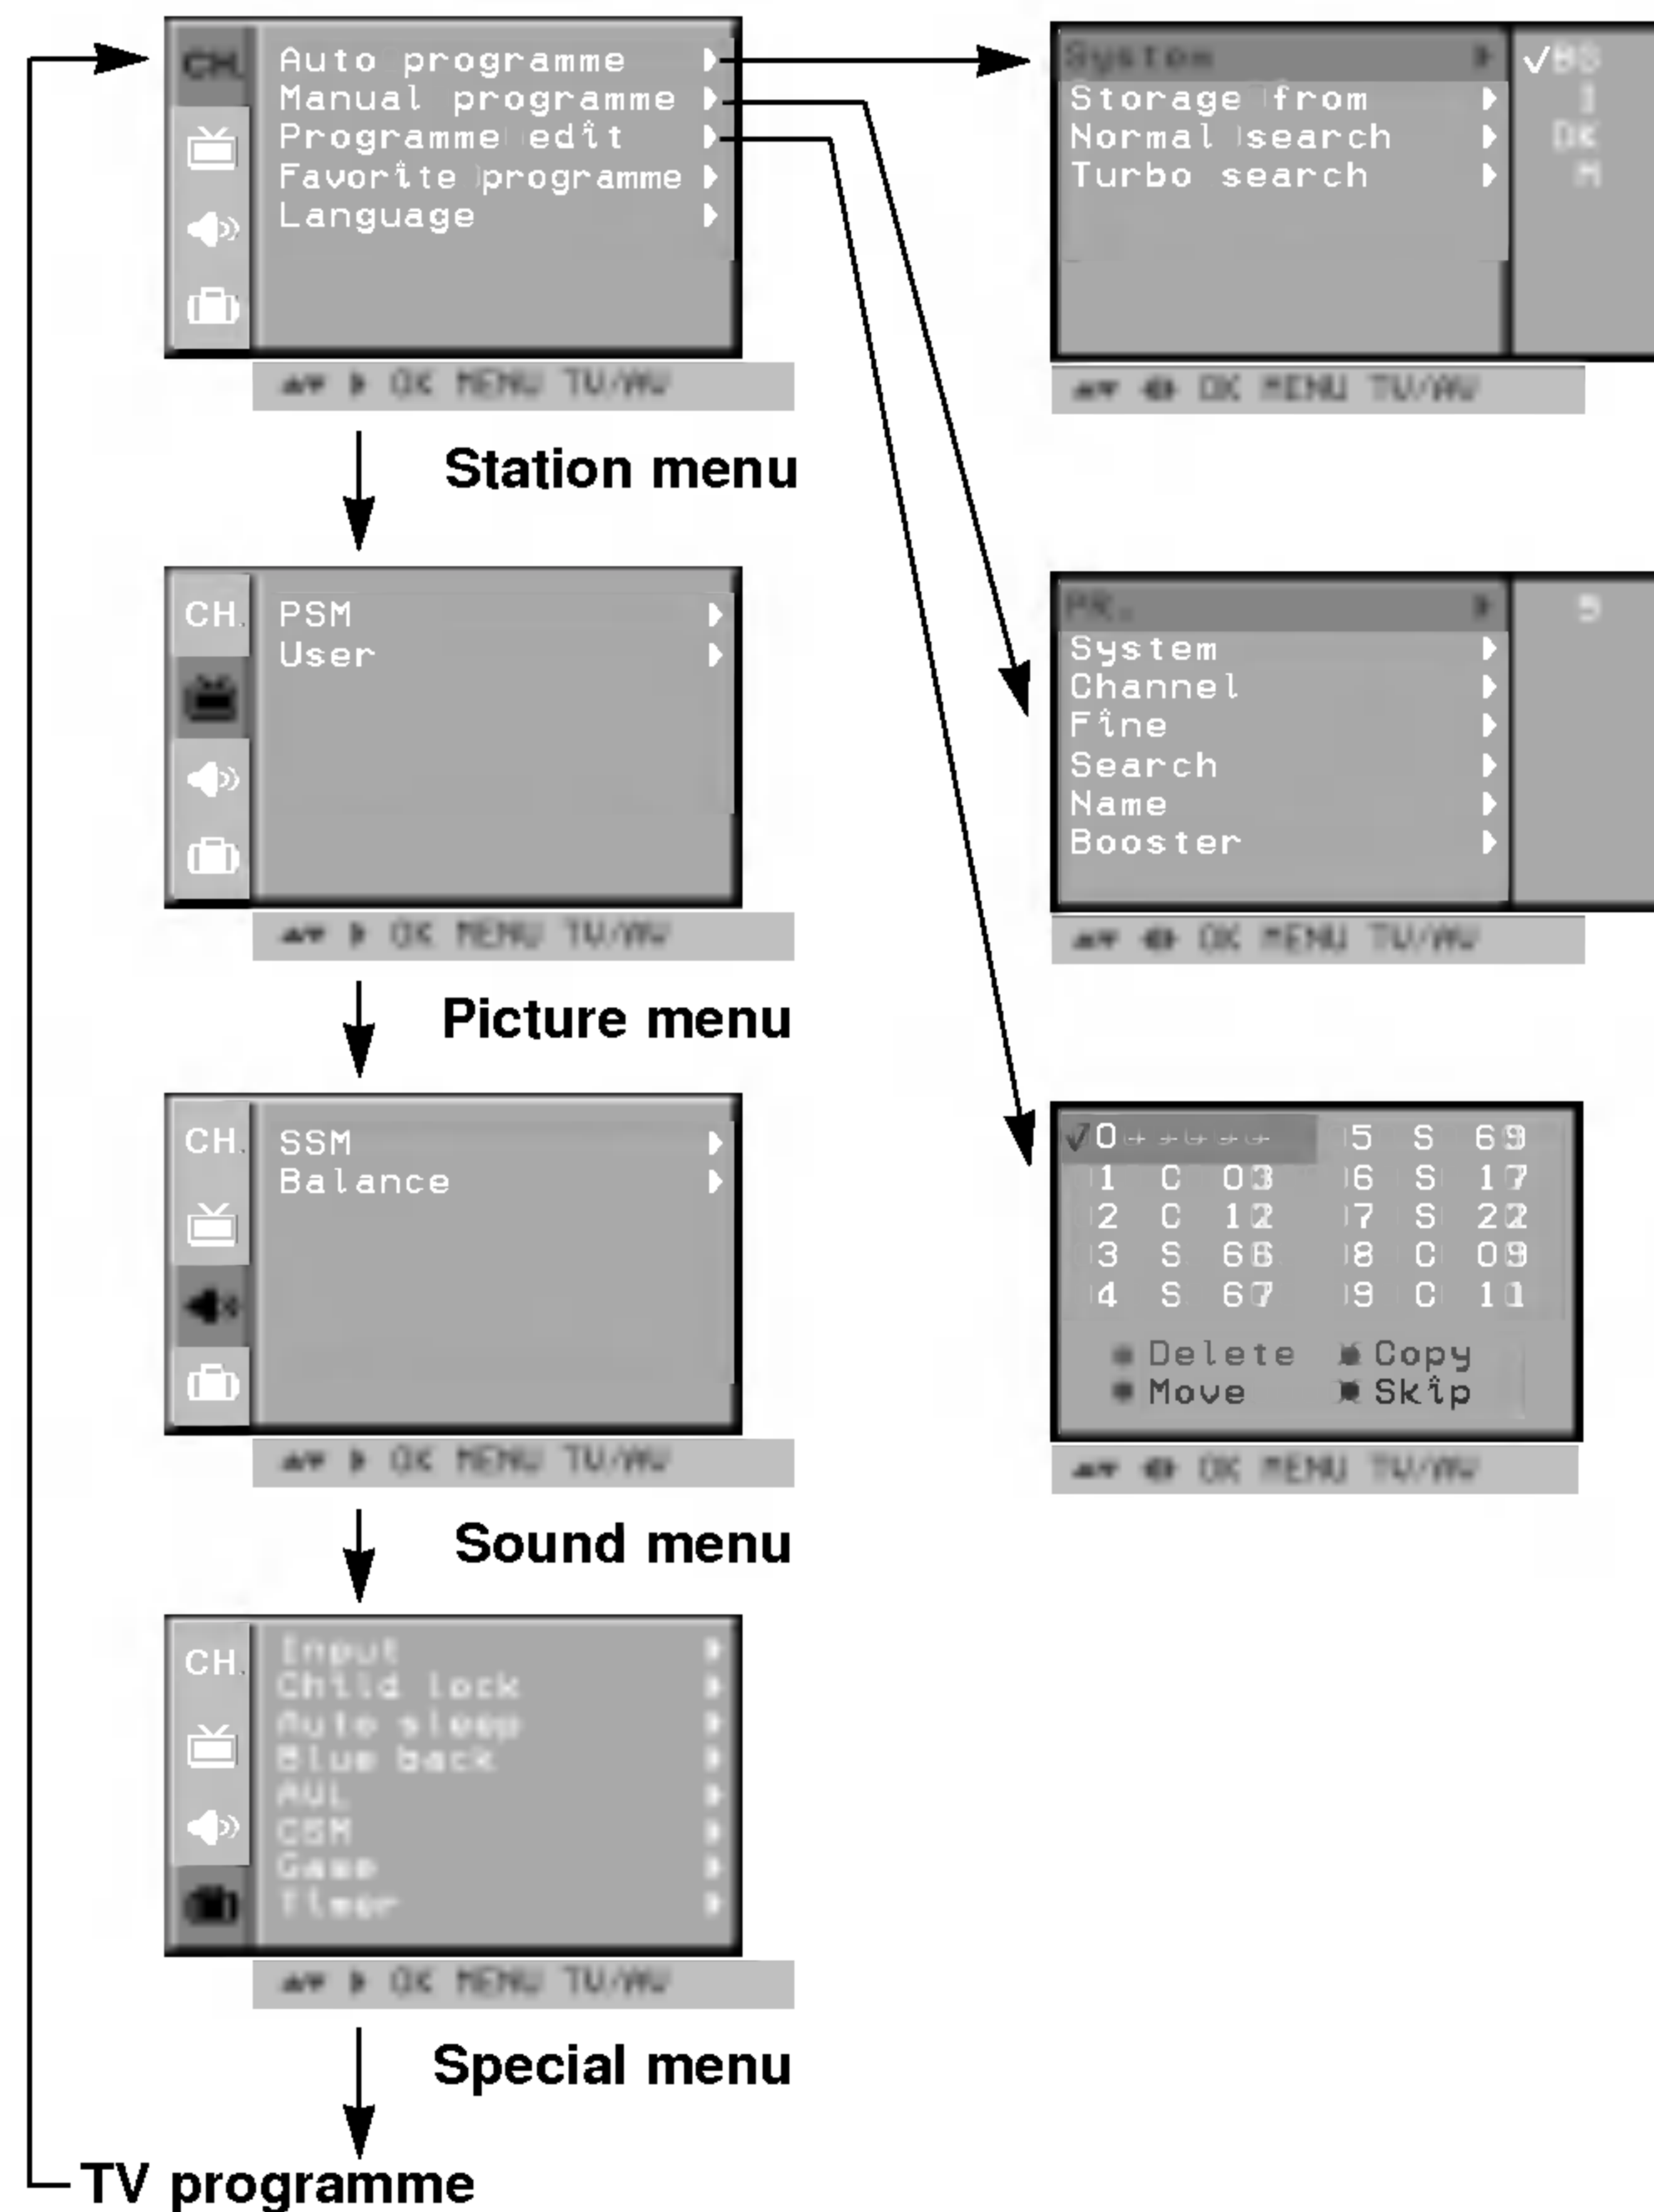 CH.
Auto programme
Manual programme
Programme edit
Favorite programme
Language
OK MENU TV/AV
Station menu
CH.
PSM
User
OK MENU TV/AV
Picture menu
CH.
SSM
Balance
OK MENU TV/AV
Sound menu
CH.
Input
Child lock
Auto sleep
Blue back
AVL
CSM
Game
Timer
OK MENU TV/AV
Special menu
TV programme
System
Storage from
Normal search
Turbo search
BG
I
DK
M
OK MENU TV/AV
PR.
System
Channel
Fine
Search
Name
Booster
5
OK MENU TV/AV
0 5 S 69
1 C 03 6 S 17
2 C 12 7 S 22
3 S 66 8 C 09
4 S 67 9 C 11
Delete Copy
Move Skip
OK MENU TV/AV